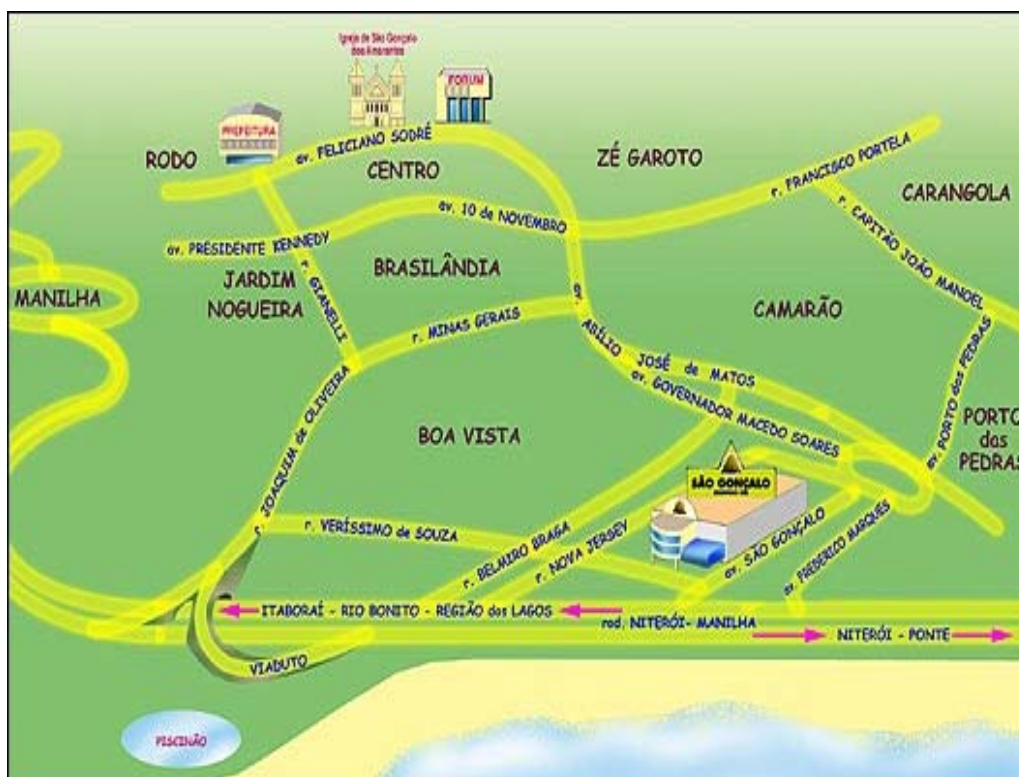 Igreja de São Gonçalo
dos Amarantes
FORUM
PREFEITURA
RODO
av. FELICIANO SODRÉ
CENTRO
ZÉ GAROTO
r. FRANCISCO PORTELA
CARANGOLA
av. 10 de NOVEMBRO
r. CAPITÃO JOÃO MANOEL
av. PRESIDENTE KENNEDY
r. GIANELLI
BRASILÂNDIA
JARDIM
NOGUEIRA
MANILHA
r. MINAS GERAIS
CAMARÃO
ABÍLIO JOSÉ de MATOS
av. GOVERNADOR MACEDO SOARES
av. PORTO das PEDRAS
PORTO
das
PEDRAS
r. JOAQUIM de OLIVEIRA
BOA VISTA
SÃO GONÇALO
r. VERÍSSIMO de SOUZA
r. BELMIRO BRAGA
r. NOVA JERSEY
av. SÃO GONÇALO
av. FREDERICO MARQUES
ITABORAÍ - RIO BONITO - REGIÃO dos LAGOS
rod. NITERÓI- MANILHA
NITERÓI - PONTE
VIADUTO
PISCINÃO